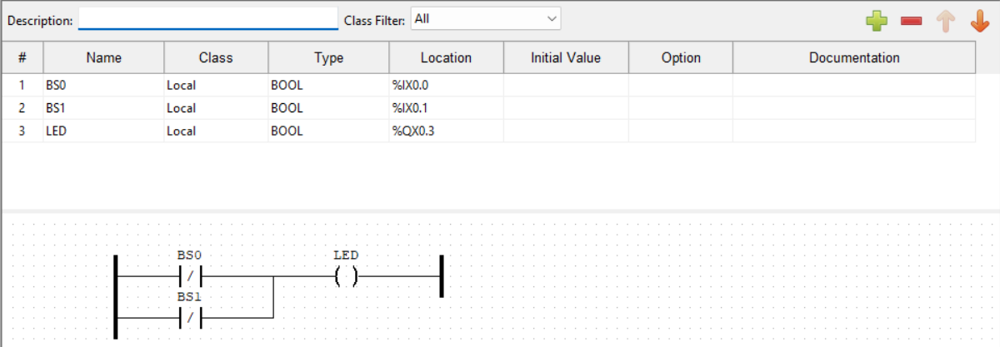 Description: Class Filter: All
# Name Class Type Location Initial Value Option Documentation
1 BS0 Local BOOL %IX0.0
2 BS1 Local BOOL %IX0.1
3 LED Local BOOL %QX0.3
BS0 LED
BS1